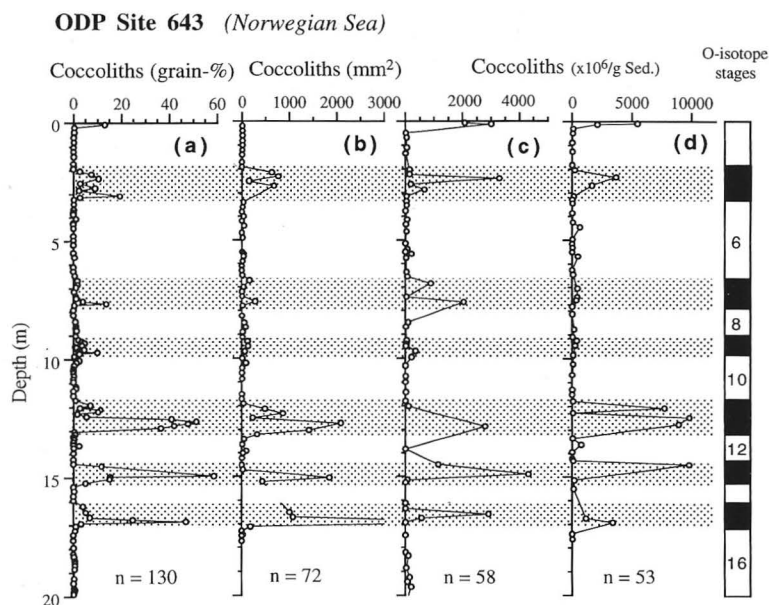 ODP Site 643 (Norwegian Sea)
Coccoliths (grain-%)
Coccoliths (mm²)
Coccoliths (x10⁶/g Sed.)
O-isotope
stages
0 20 40 60
0 1000 2000 3000
0 2000 4000
0 5000 10000
(a)
(b)
(c)
(d)
0
5
10
15
20
Depth (m)
6
8
10
12
16
n = 130
n = 72
n = 58
n = 53